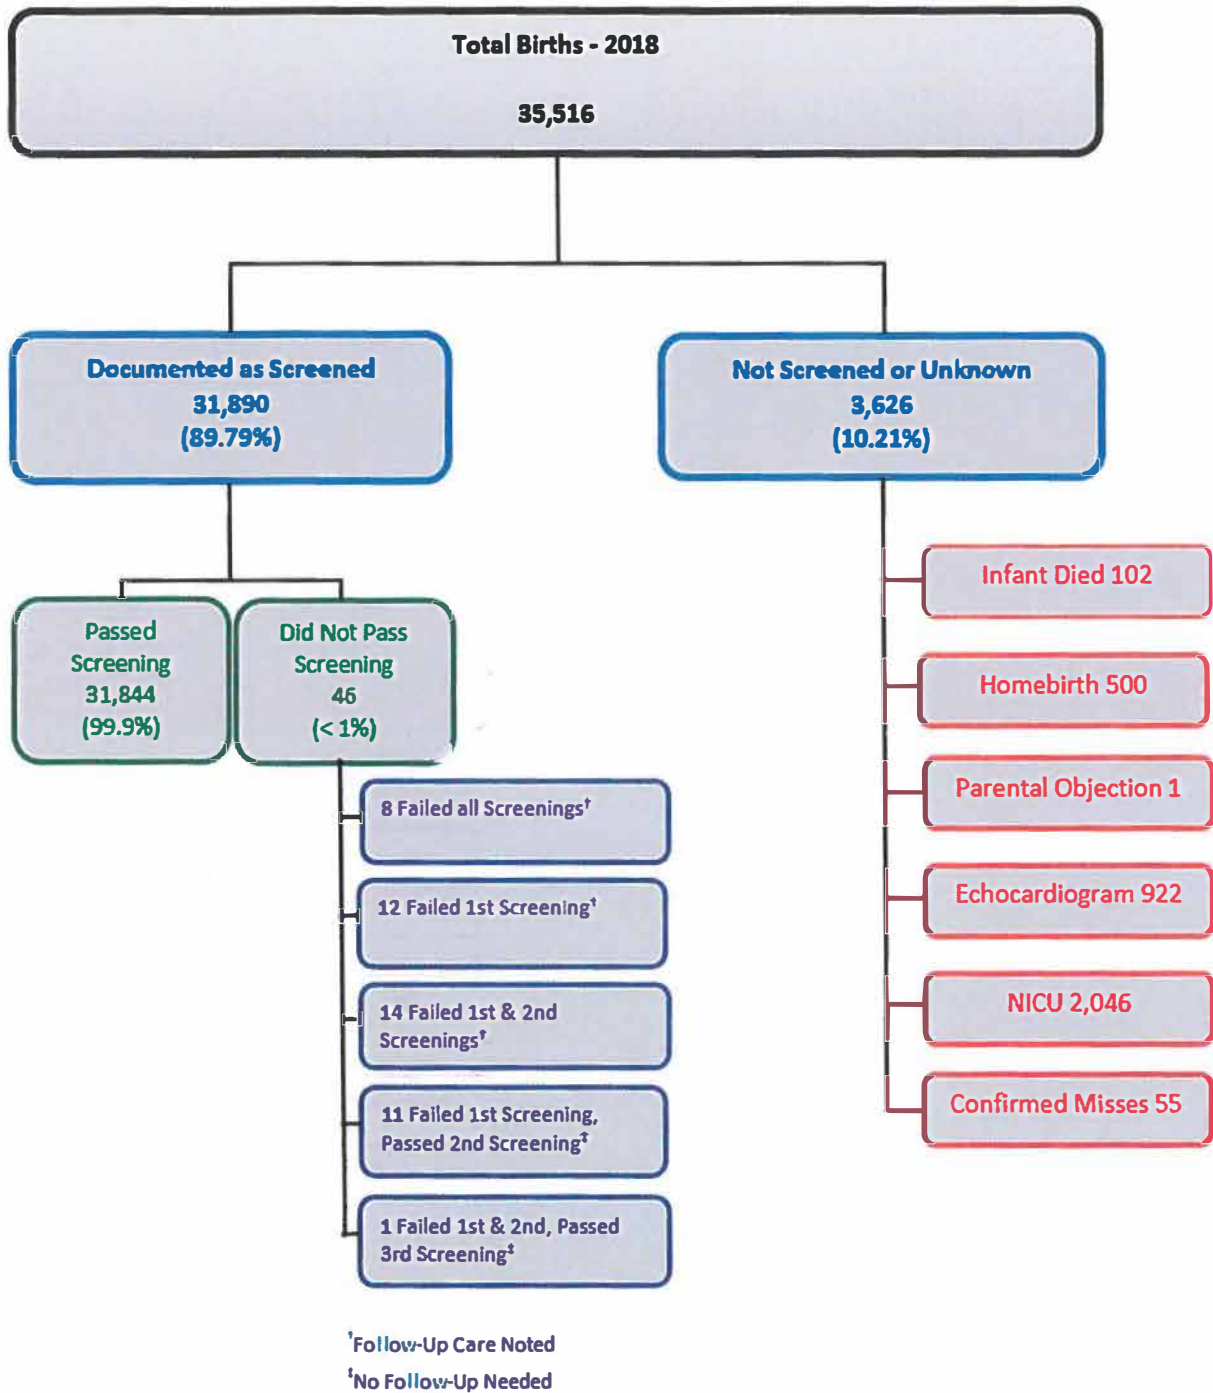 Total Births - 2018
35,516
Documented as Screened
31,890
(89.79%)
Not Screened or Unknown
3,626
(10.21%)
Passed
Screening
31,844
(99.9%)
Did Not Pass
Screening
46
(< 1%)
8 Failed all Screenings†
12 Failed 1st Screening†
14 Failed 1st & 2nd
Screenings†
11 Failed 1st Screening,
Passed 2nd Screening‡
1 Failed 1st & 2nd, Passed
3rd Screening‡
Infant Died 102
Homebirth 500
Parental Objection 1
Echocardiogram 922
NICU 2,046
Confirmed Misses 55
†Follow-Up Care Noted
‡No Follow-Up Needed